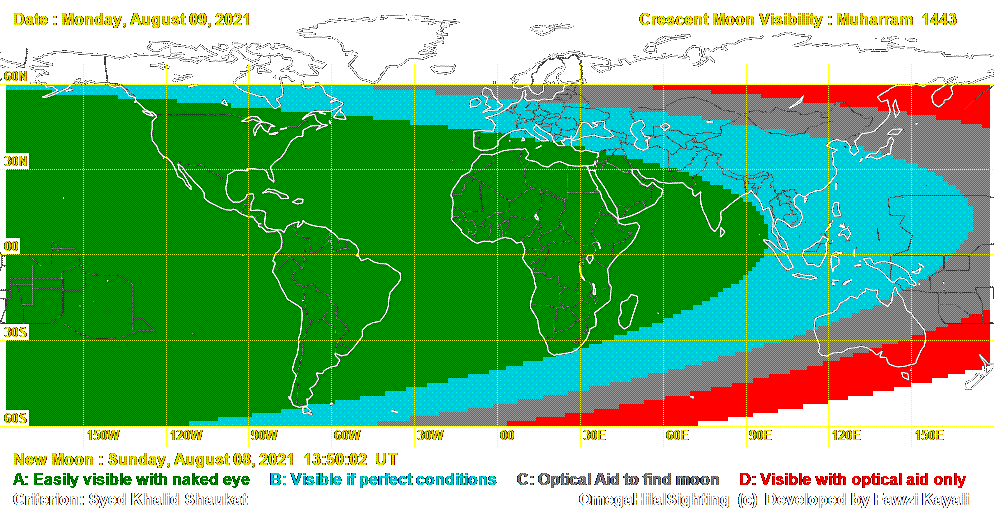 Date : Monday, August 09, 2021 Crescent Moon Visibility : Muharram 1443
60N
30N
00
30S
60S
150W 120W 90W 60W 30W 00 30E 60E 90E 120E 150E
New Moon : Sunday, August 08, 2021 13:50:02 UT
A: Easily visible with naked eye B: Visible if perfect conditions C: Optical Aid to find moon D: Visible with optical aid only
Criterion: Syed Khalid Shaukat OmegaHilalSighting (c) Developed by Fawzi Kayali